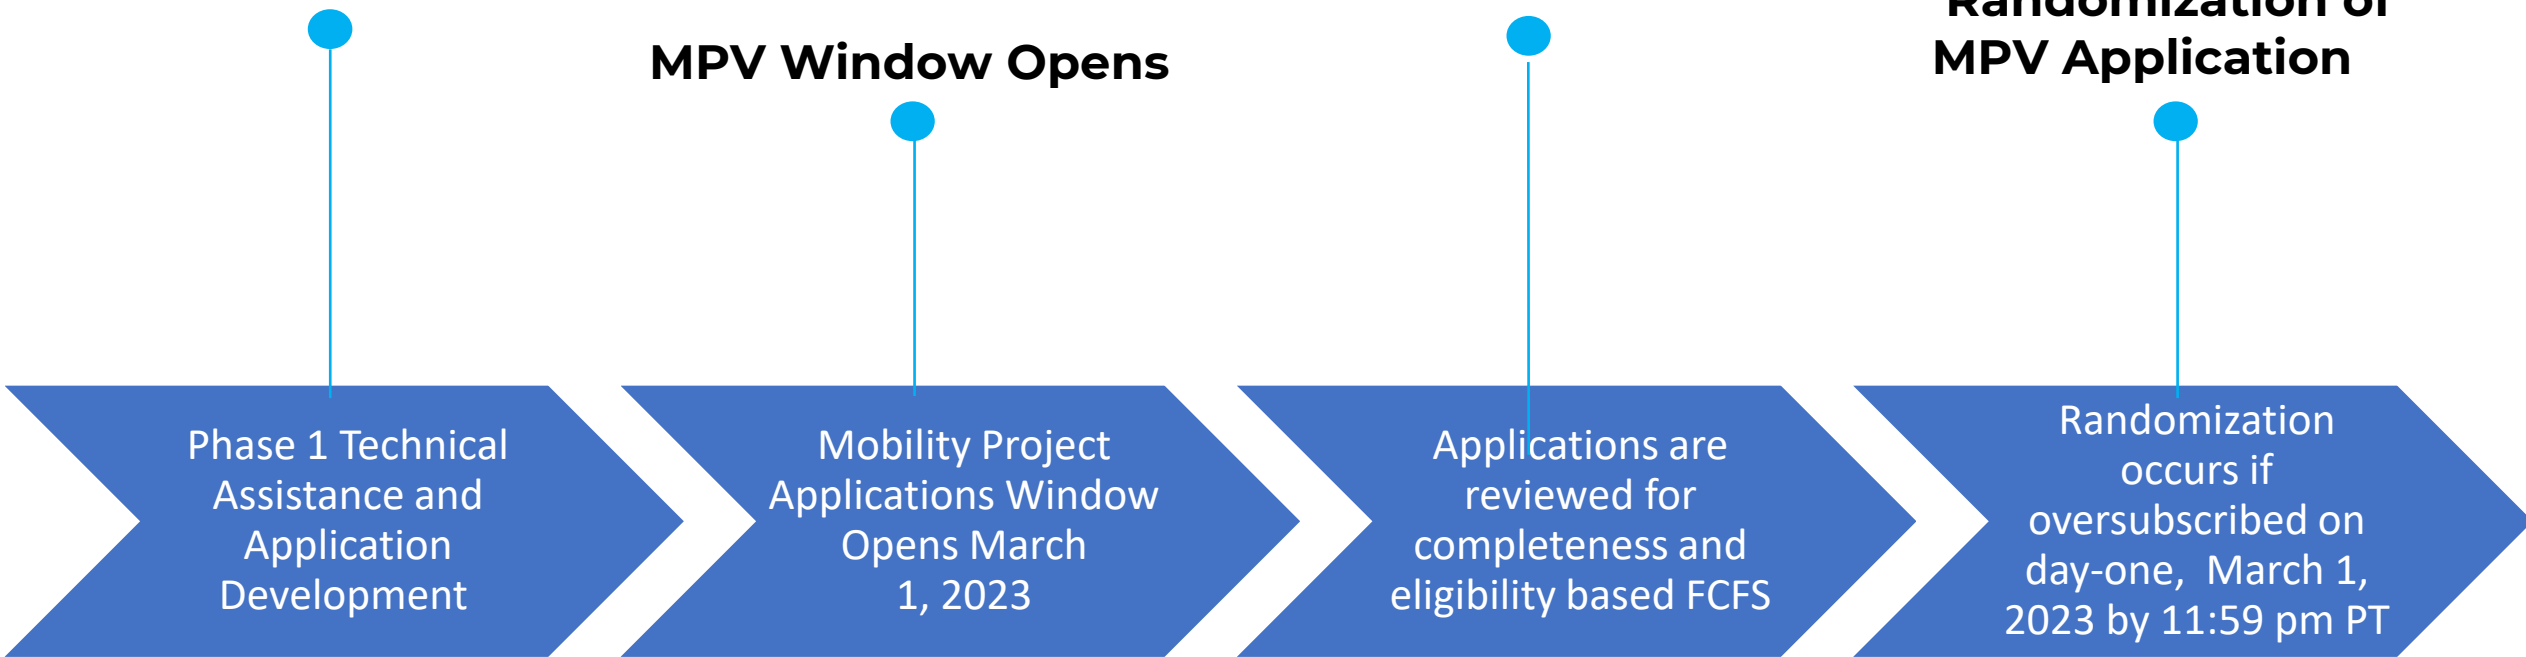 MPV Window Opens
Randomization of
MPV Application
Phase 1 Technical
Assistance and
Application
Development
Mobility Project
Applications Window
Opens March
1, 2023
Applications are
reviewed for
completeness and
eligibility based FCFS
Randomization
occurs if
oversubscribed on
day-one, March 1,
2023 by 11:59 pm PT